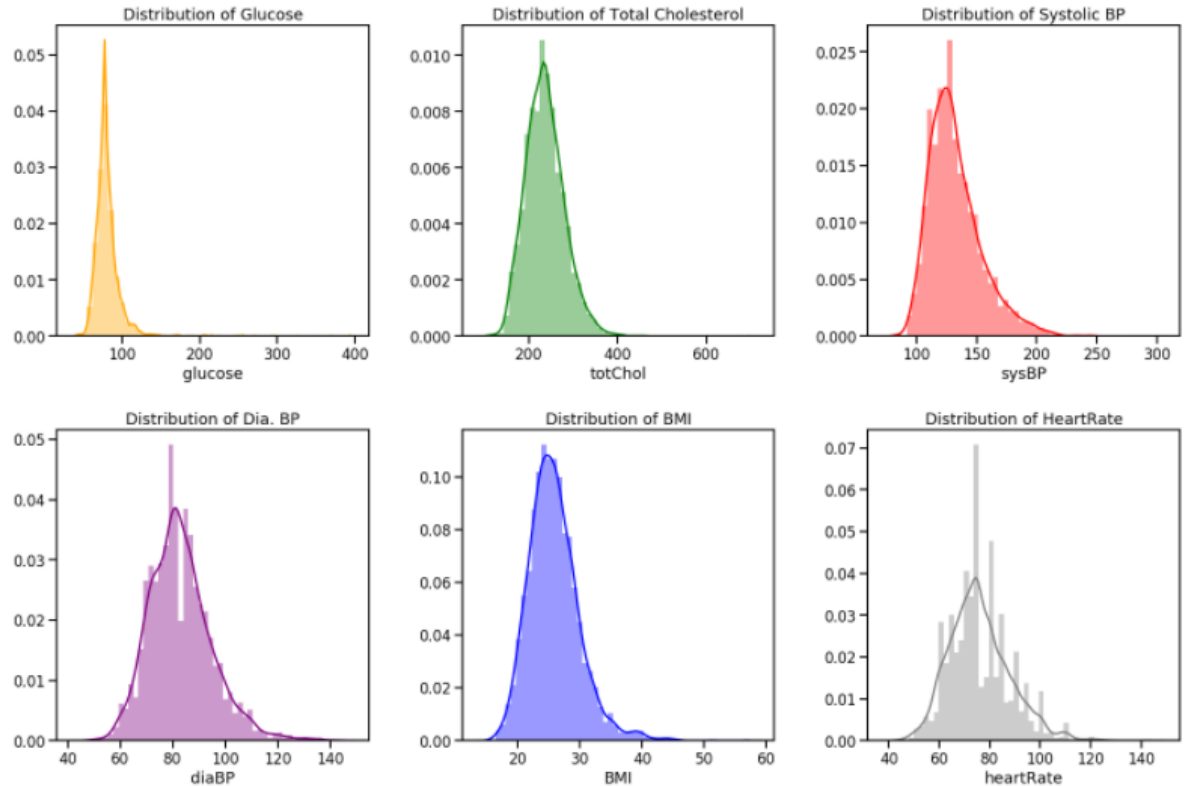 Distribution of Glucose
0.05
0.04
0.03
0.02
0.01
0.00
100 200 300 400
glucose
Distribution of Total Cholesterol
0.010
0.008
0.006
0.004
0.002
0.000
200 400 600
totChol
Distribution of Systolic BP
0.025
0.020
0.015
0.010
0.005
0.000
100 150 200 250 300
sysBP
Distribution of Dia. BP
0.05
0.04
0.03
0.02
0.01
0.00
40 60 80 100 120 140
diaBP
Distribution of BMI
0.10
0.08
0.06
0.04
0.02
0.00
20 30 40 50 60
BMI
Distribution of HeartRate
0.07
0.06
0.05
0.04
0.03
0.02
0.01
0.00
40 60 80 100 120 140
heartRate